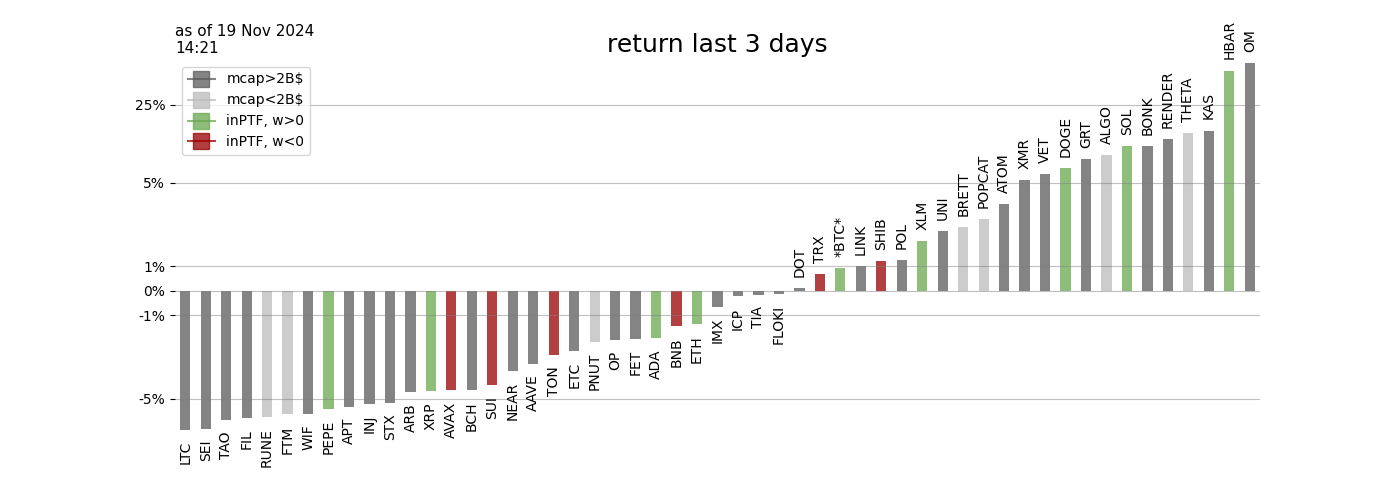 as of 19 Nov 2024
14:21
return last 3 days
mcap>2B$
mcap<2B$
inPTF, w>0
inPTF, w<0
25%
5%
1%
0%
-1%
-5%
LTC
SEI
TAO
FIL
RUNE
FTM
WIF
PEPE
APT
INJ
STX
ARB
XRP
AVAX
BCH
SUI
NEAR
AAVE
TON
ETC
PNUT
OP
FET
ADA
BNB
ETH
IMX
ICP
TIA
FLOKI
DOT
TRX
*BTC*
LINK
SHIB
POL
XLM
UNI
BRETT
POPCAT
ATOM
XMR
VET
DOGE
GRT
ALGO
SOL
BONK
RENDER
THETA
KAS
HBAR
OM